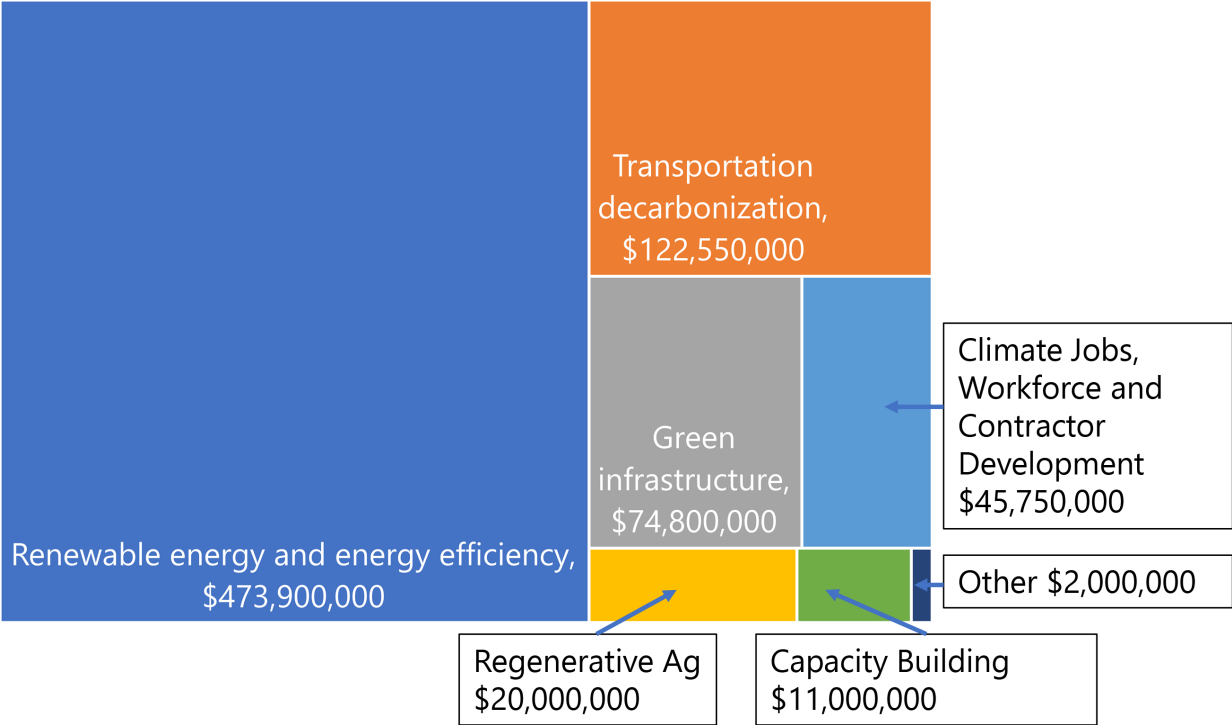 Transportation
decarbonization,
$122,550,000
Climate Jobs,
Workforce and
Contractor
Development
$45,750,000
Green
infrastructure,
$74,800,000
Renewable energy and energy efficiency,
$473,900,000
Other $2,000,000
Regenerative Ag
$20,000,000
Capacity Building
$11,000,000